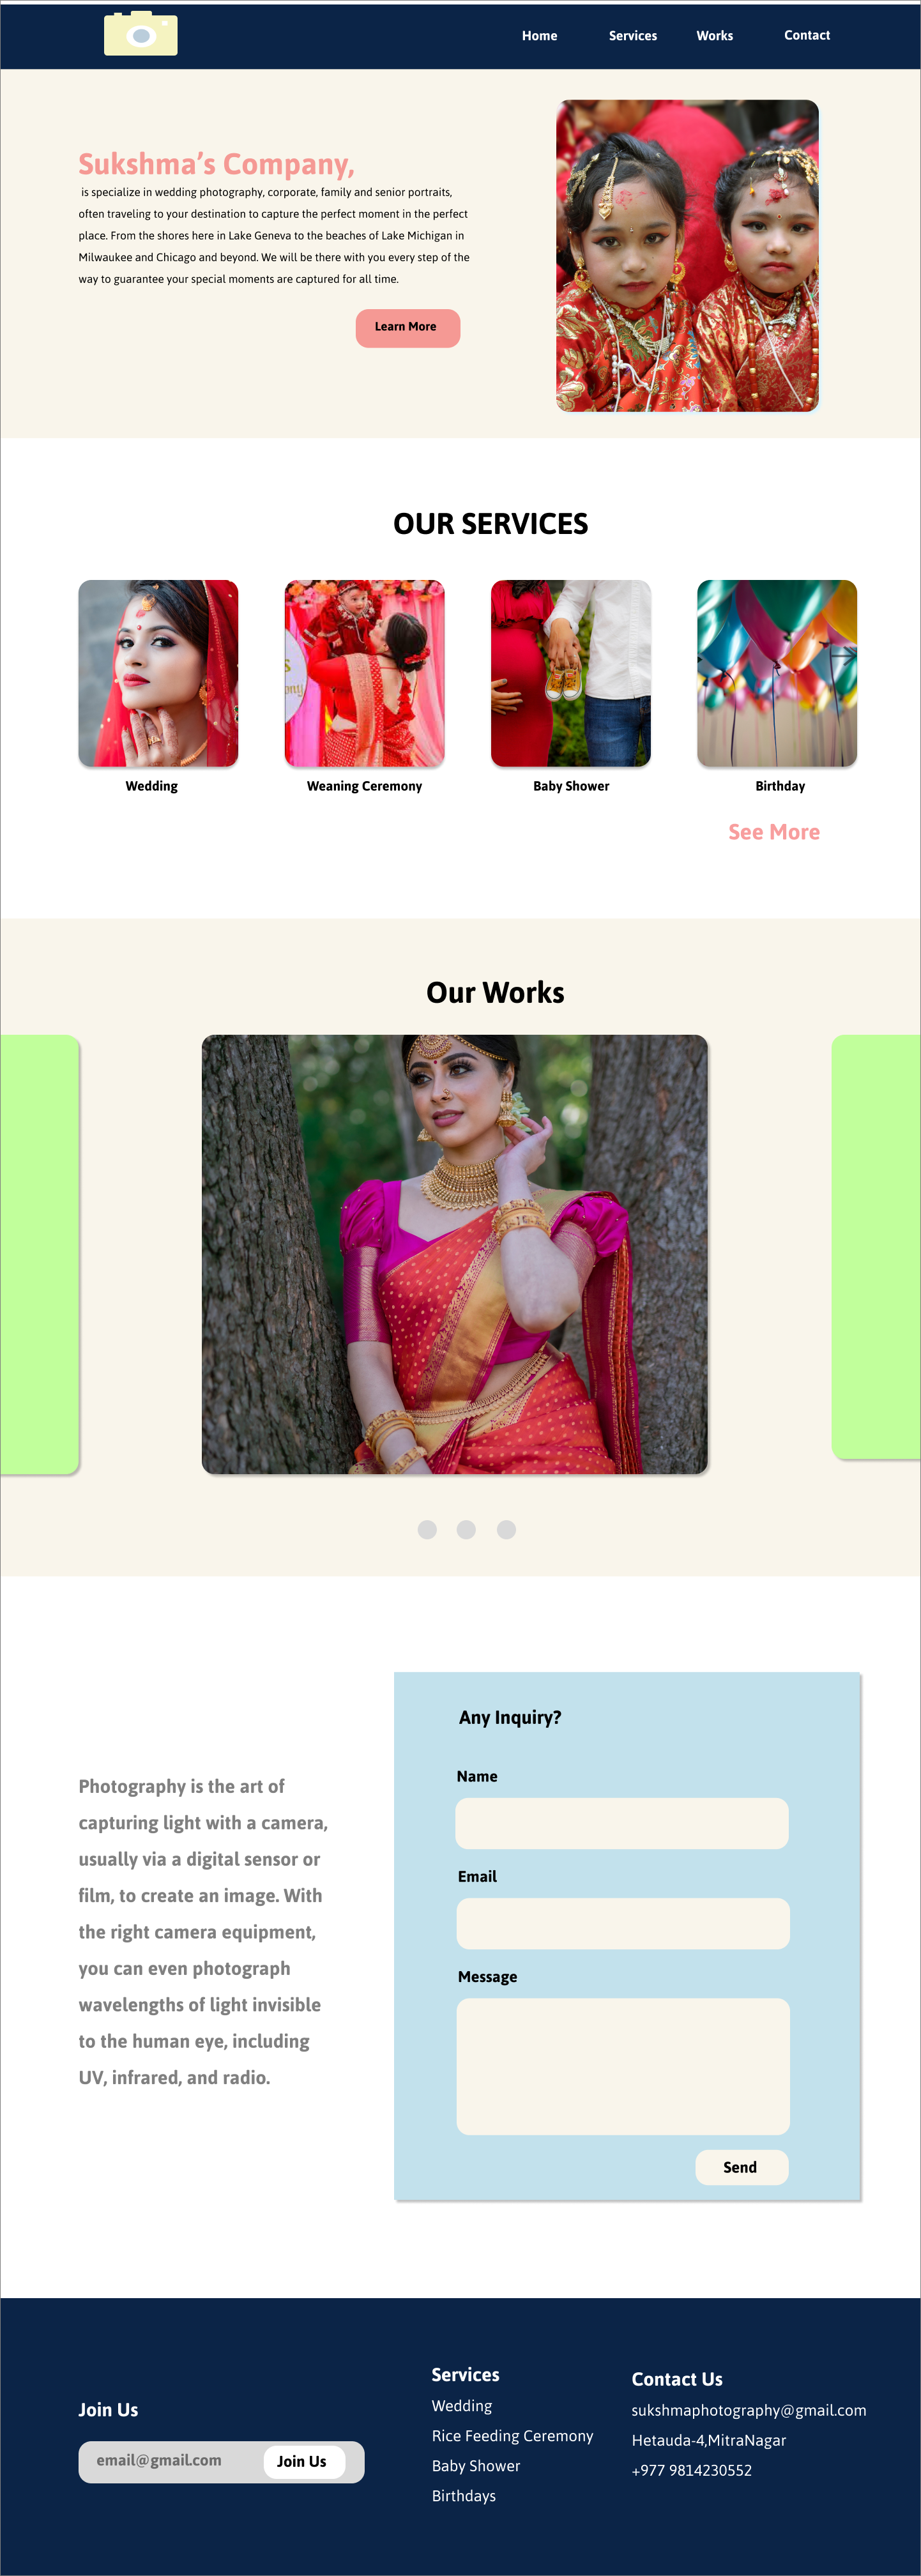 Home Services Works Contact
Sukshma's Company,
is specialize in wedding photography, corporate, family and senior portraits,
often traveling to your destination to capture the perfect moment in the perfect
place. From the shores here in Lake Geneva to the beaches of Lake Michigan in
Milwaukee and Chicago and beyond. We will be there with you every step of the
way to guarantee your special moments are captured for all time.
Learn More
OUR SERVICES
Wedding
Weaning Ceremony
Baby Shower
Birthday
See More
Our Works
Photography is the art of
capturing light with a camera,
usually via a digital sensor or
film, to create an image. With
the right camera equipment,
you can even photograph
wavelengths of light invisible
to the human eye, including
UV, infrared, and radio.
Any Inquiry?
Name
Email
Message
Send
Join Us
email@gmail.com
Join Us
Services
Wedding
Rice Feeding Ceremony
Baby Shower
Birthdays
Contact Us
sukshmaphotography@gmail.com
Hetauda-4,MitraNagar
+977 9814230552